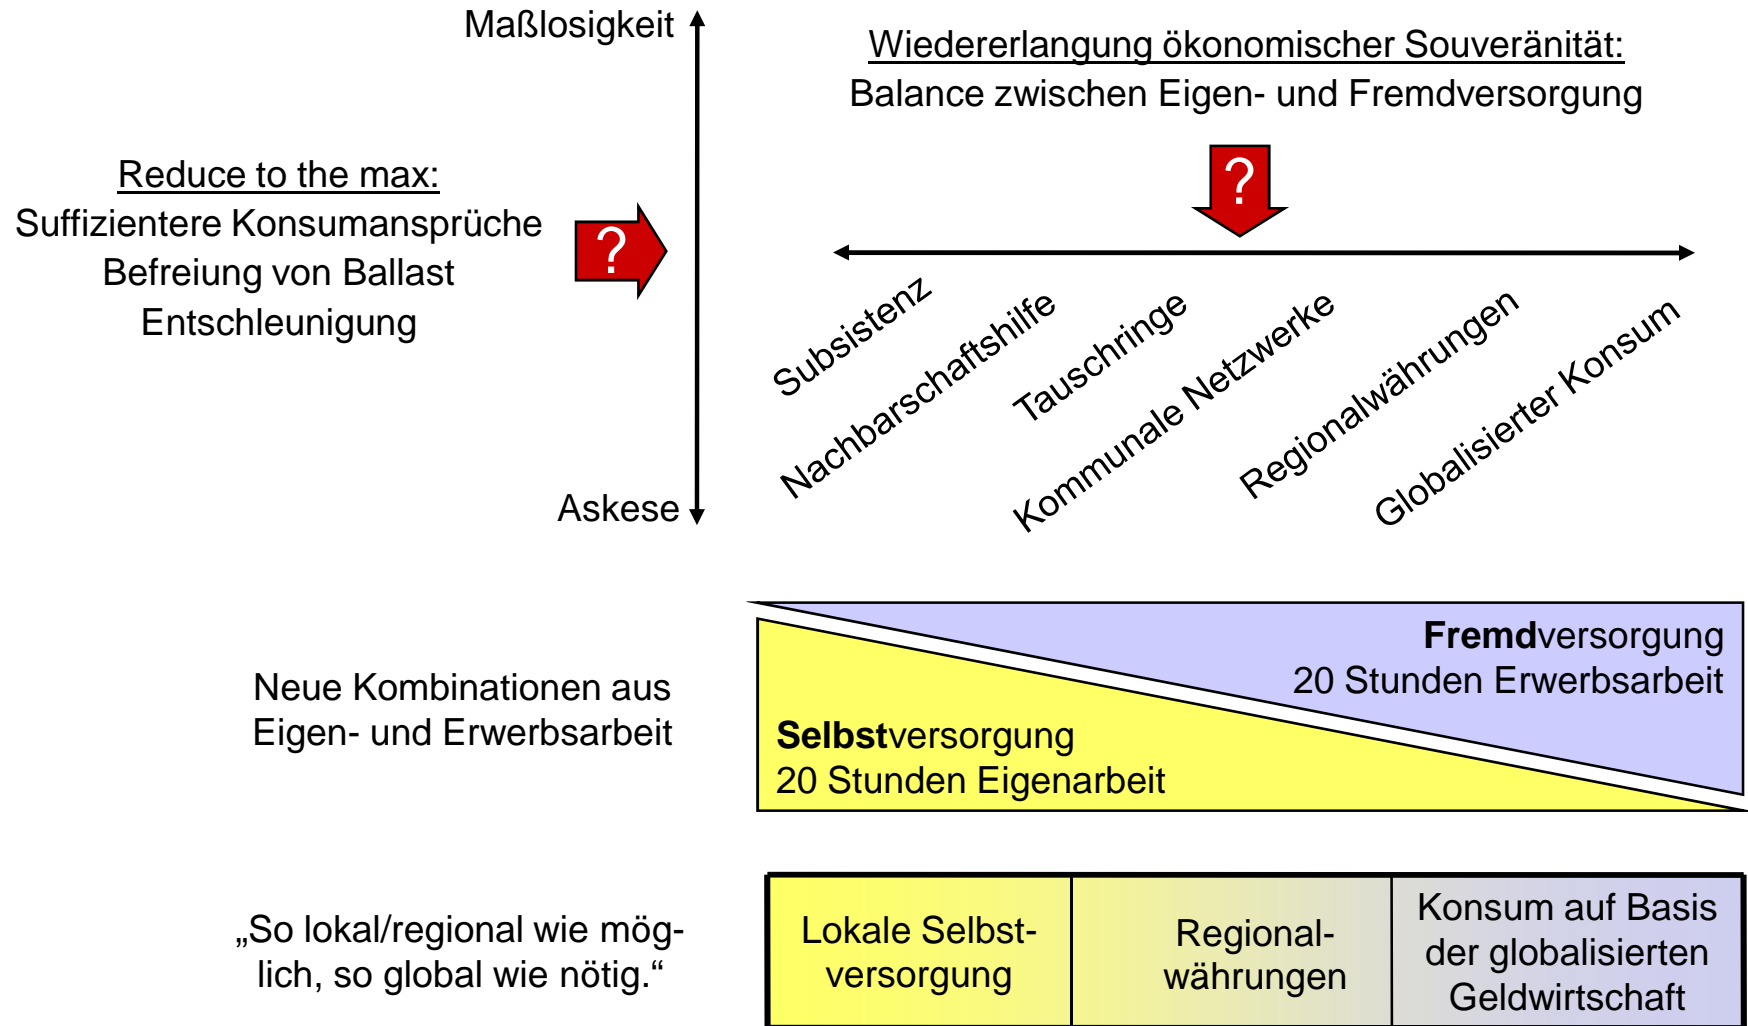 Maßlosigkeit
Wiedererlangung ökonomischer Souveränität:
Balance zwischen Eigen- und Fremdversorgung
Reduce to the max:
Suffizientere Konsumansprüche
Befreiung von Ballast
Entschleunigung
?
?
Subsistenz
Nachbarschaftshilfe
Tauschringe
Kommunale Netzwerke
Regionalwährungen
Globalisierter Konsum
Askese
Neue Kombinationen aus
Eigen- und Erwerbsarbeit
Fremdversorgung
20 Stunden Erwerbsarbeit
Selbstversorgung
20 Stunden Eigenarbeit
„So lokal/regional wie mög-
lich, so global wie nötig.“
Lokale Selbst-
versorgung
Regional-
währungen
Konsum auf Basis
der globalisierten
Geldwirtschaft